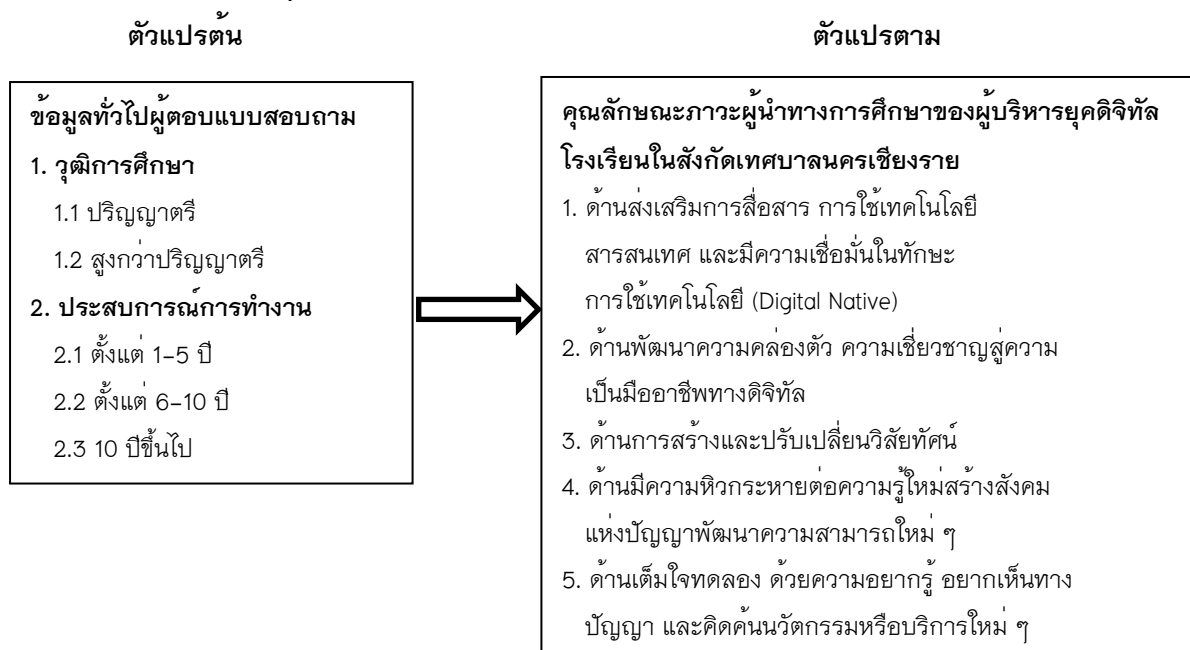 ตัวแปรต้น
ตัวแปรตาม
ข้อมูลทั่วไปผู้ตอบแบบสอบถาม
1. วุฒิการศึกษา
1.1 ปริญญาตรี
1.2 สูงกว่าปริญญาตรี
2. ประสบการณ์การทำงาน
2.1 ตั้งแต่ 1–5 ปี
2.2 ตั้งแต่ 6–10 ปี
2.3 10 ปีขึ้นไป
คุณลักษณะภาวะผู้นำทางการศึกษาของผู้บริหารยุคดิจิทัล
โรงเรียนในสังกัดเทศบาลนครเชียงราย
1. ด้านส่งเสริมการสื่อสาร การใช้เทคโนโลยี
สารสนเทศ และมีความเชื่อมั่นในทักษะ
การใช้เทคโนโลยี (Digital Native)
2. ด้านพัฒนาความคล่องตัว ความเชี่ยวชาญสู่ความ
เป็นมืออาชีพทางดิจิทัล
3. ด้านการสร้างและปรับเปลี่ยนวิสัยทัศน์
4. ด้านมีความหิวกระหายต่อความรู้ใหม่สร้างสังคม
แห่งปัญญาพัฒนาความสามารถใหม่ ๆ
5. ด้านเต็มใจทดลอง ด้วยความอยากรู้ อยากเห็นทาง
ปัญญา และคิดค้นนวัตกรรมหรือบริการใหม่ ๆ